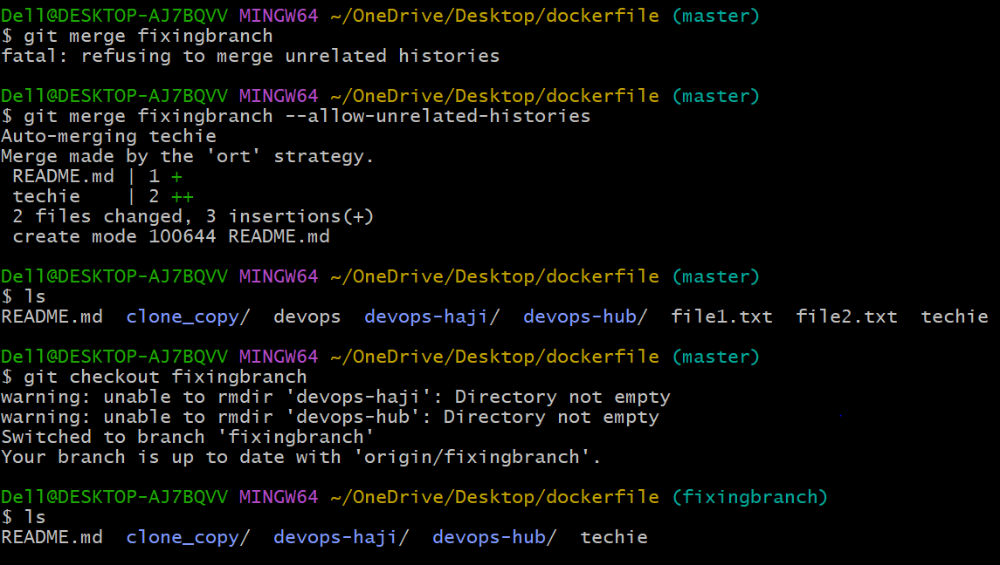 Dell@DESKTOP-AJ7BQVV MINGW64 ~/OneDrive/Desktop/dockerfile (master)
$ git merge fixingbranch
fatal: refusing to merge unrelated histories
Dell@DESKTOP-AJ7BQVV MINGW64 ~/OneDrive/Desktop/dockerfile (master)
$ git merge fixingbranch --allow-unrelated-histories
Auto-merging techie
Merge made by the 'ort' strategy.
 README.md | 1 +
 techie    | 2 ++
 2 files changed, 3 insertions(+)
 create mode 100644 README.md
Dell@DESKTOP-AJ7BQVV MINGW64 ~/OneDrive/Desktop/dockerfile (master)
$ ls
README.md  clone_copy/  devops  devops-haji/  devops-hub/  file1.txt  file2.txt  techie
Dell@DESKTOP-AJ7BQVV MINGW64 ~/OneDrive/Desktop/dockerfile (master)
$ git checkout fixingbranch
warning: unable to rmdir 'devops-haji': Directory not empty
warning: unable to rmdir 'devops-hub': Directory not empty
Switched to branch 'fixingbranch'
Your branch is up to date with 'origin/fixingbranch'.
Dell@DESKTOP-AJ7BQVV MINGW64 ~/OneDrive/Desktop/dockerfile (fixingbranch)
$ ls
README.md  clone_copy/  devops-haji/  devops-hub/  techie